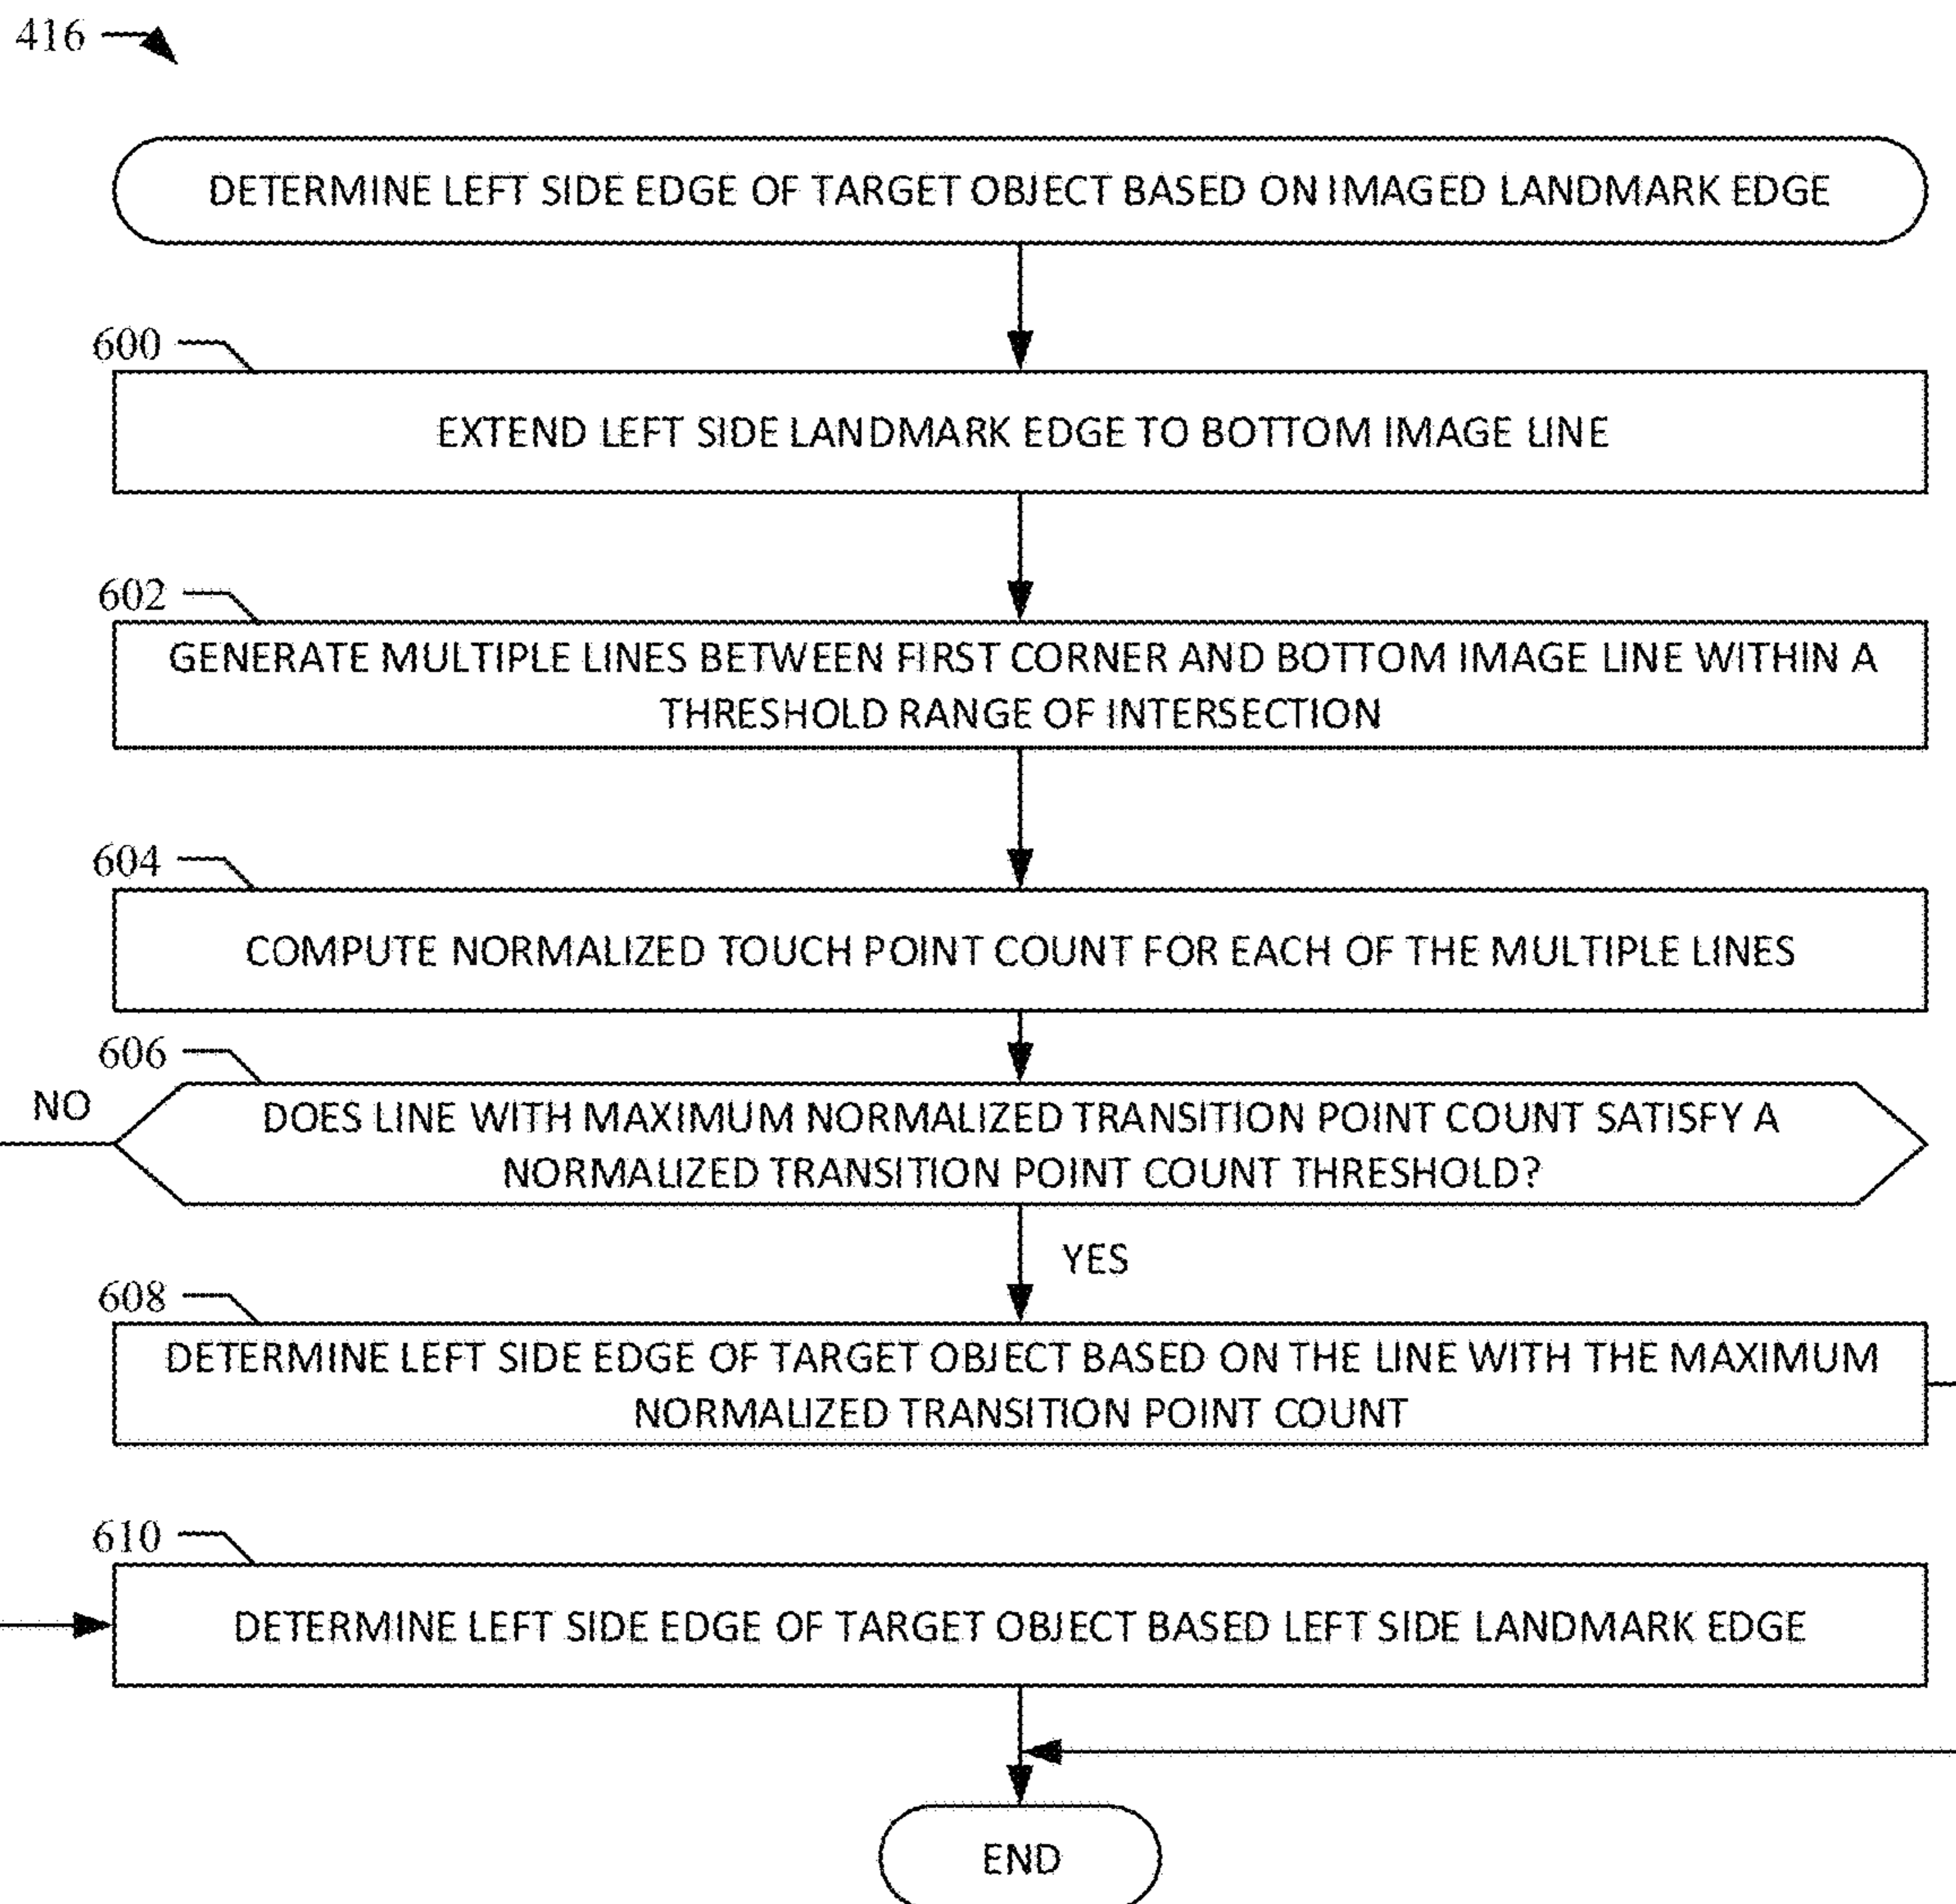 416
DETERMINE LEFT SIDE EDGE OF TARGET OBJECT BASED ON IMAGED LANDMARK EDGE
600
EXTEND LEFT SIDE LANDMARK EDGE TO BOTTOM IMAGE LINE
602
GENERATE MULTIPLE LINES BETWEEN FIRST CORNER AND BOTTOM IMAGE LINE WITHIN A
THRESHOLD RANGE OF INTERSECTION
604
COMPUTE NORMALIZED TOUCH POINT COUNT FOR EACH OF THE MULTIPLE LINES
606
NO
DOES LINE WITH MAXIMUM NORMALIZED TRANSITION POINT COUNT SATISFY A
NORMALIZED TRANSITION POINT COUNT THRESHOLD?
YES
608
DETERMINE LEFT SIDE EDGE OF TARGET OBJECT BASED ON THE LINE WITH THE MAXIMUM
NORMALIZED TRANSITION POINT COUNT
610
DETERMINE LEFT SIDE EDGE OF TARGET OBJECT BASED LEFT SIDE LANDMARK EDGE
END